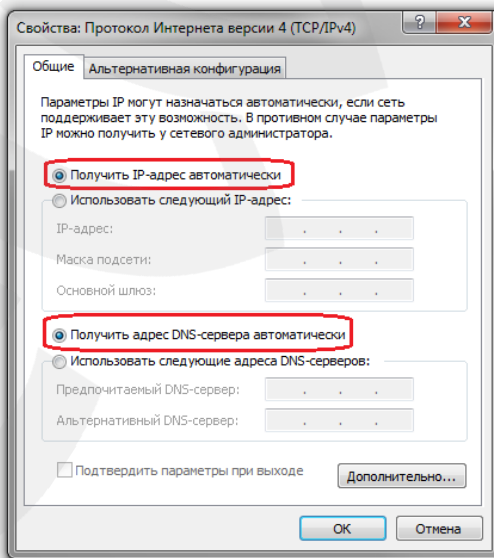 Свойства: Протокол Интернета версии 4 (TCP/IPv4)
Общие
Альтернативная конфигурация
Параметры IP могут назначаться автоматически, если сеть
поддерживает эту возможность. В противном случае параметры
IP можно получить у сетевого администратора.
Получить IP-адрес автоматически
Использовать следующий IP-адрес:
IP-адрес:
Маска подсети:
Основной шлюз:
Получить адрес DNS-сервера автоматически
Использовать следующие адреса DNS-серверов:
Предпочитаемый DNS-сервер:
Альтернативный DNS-сервер:
Подтвердить параметры при выходе
Дополнительно...
ОК
Отмена